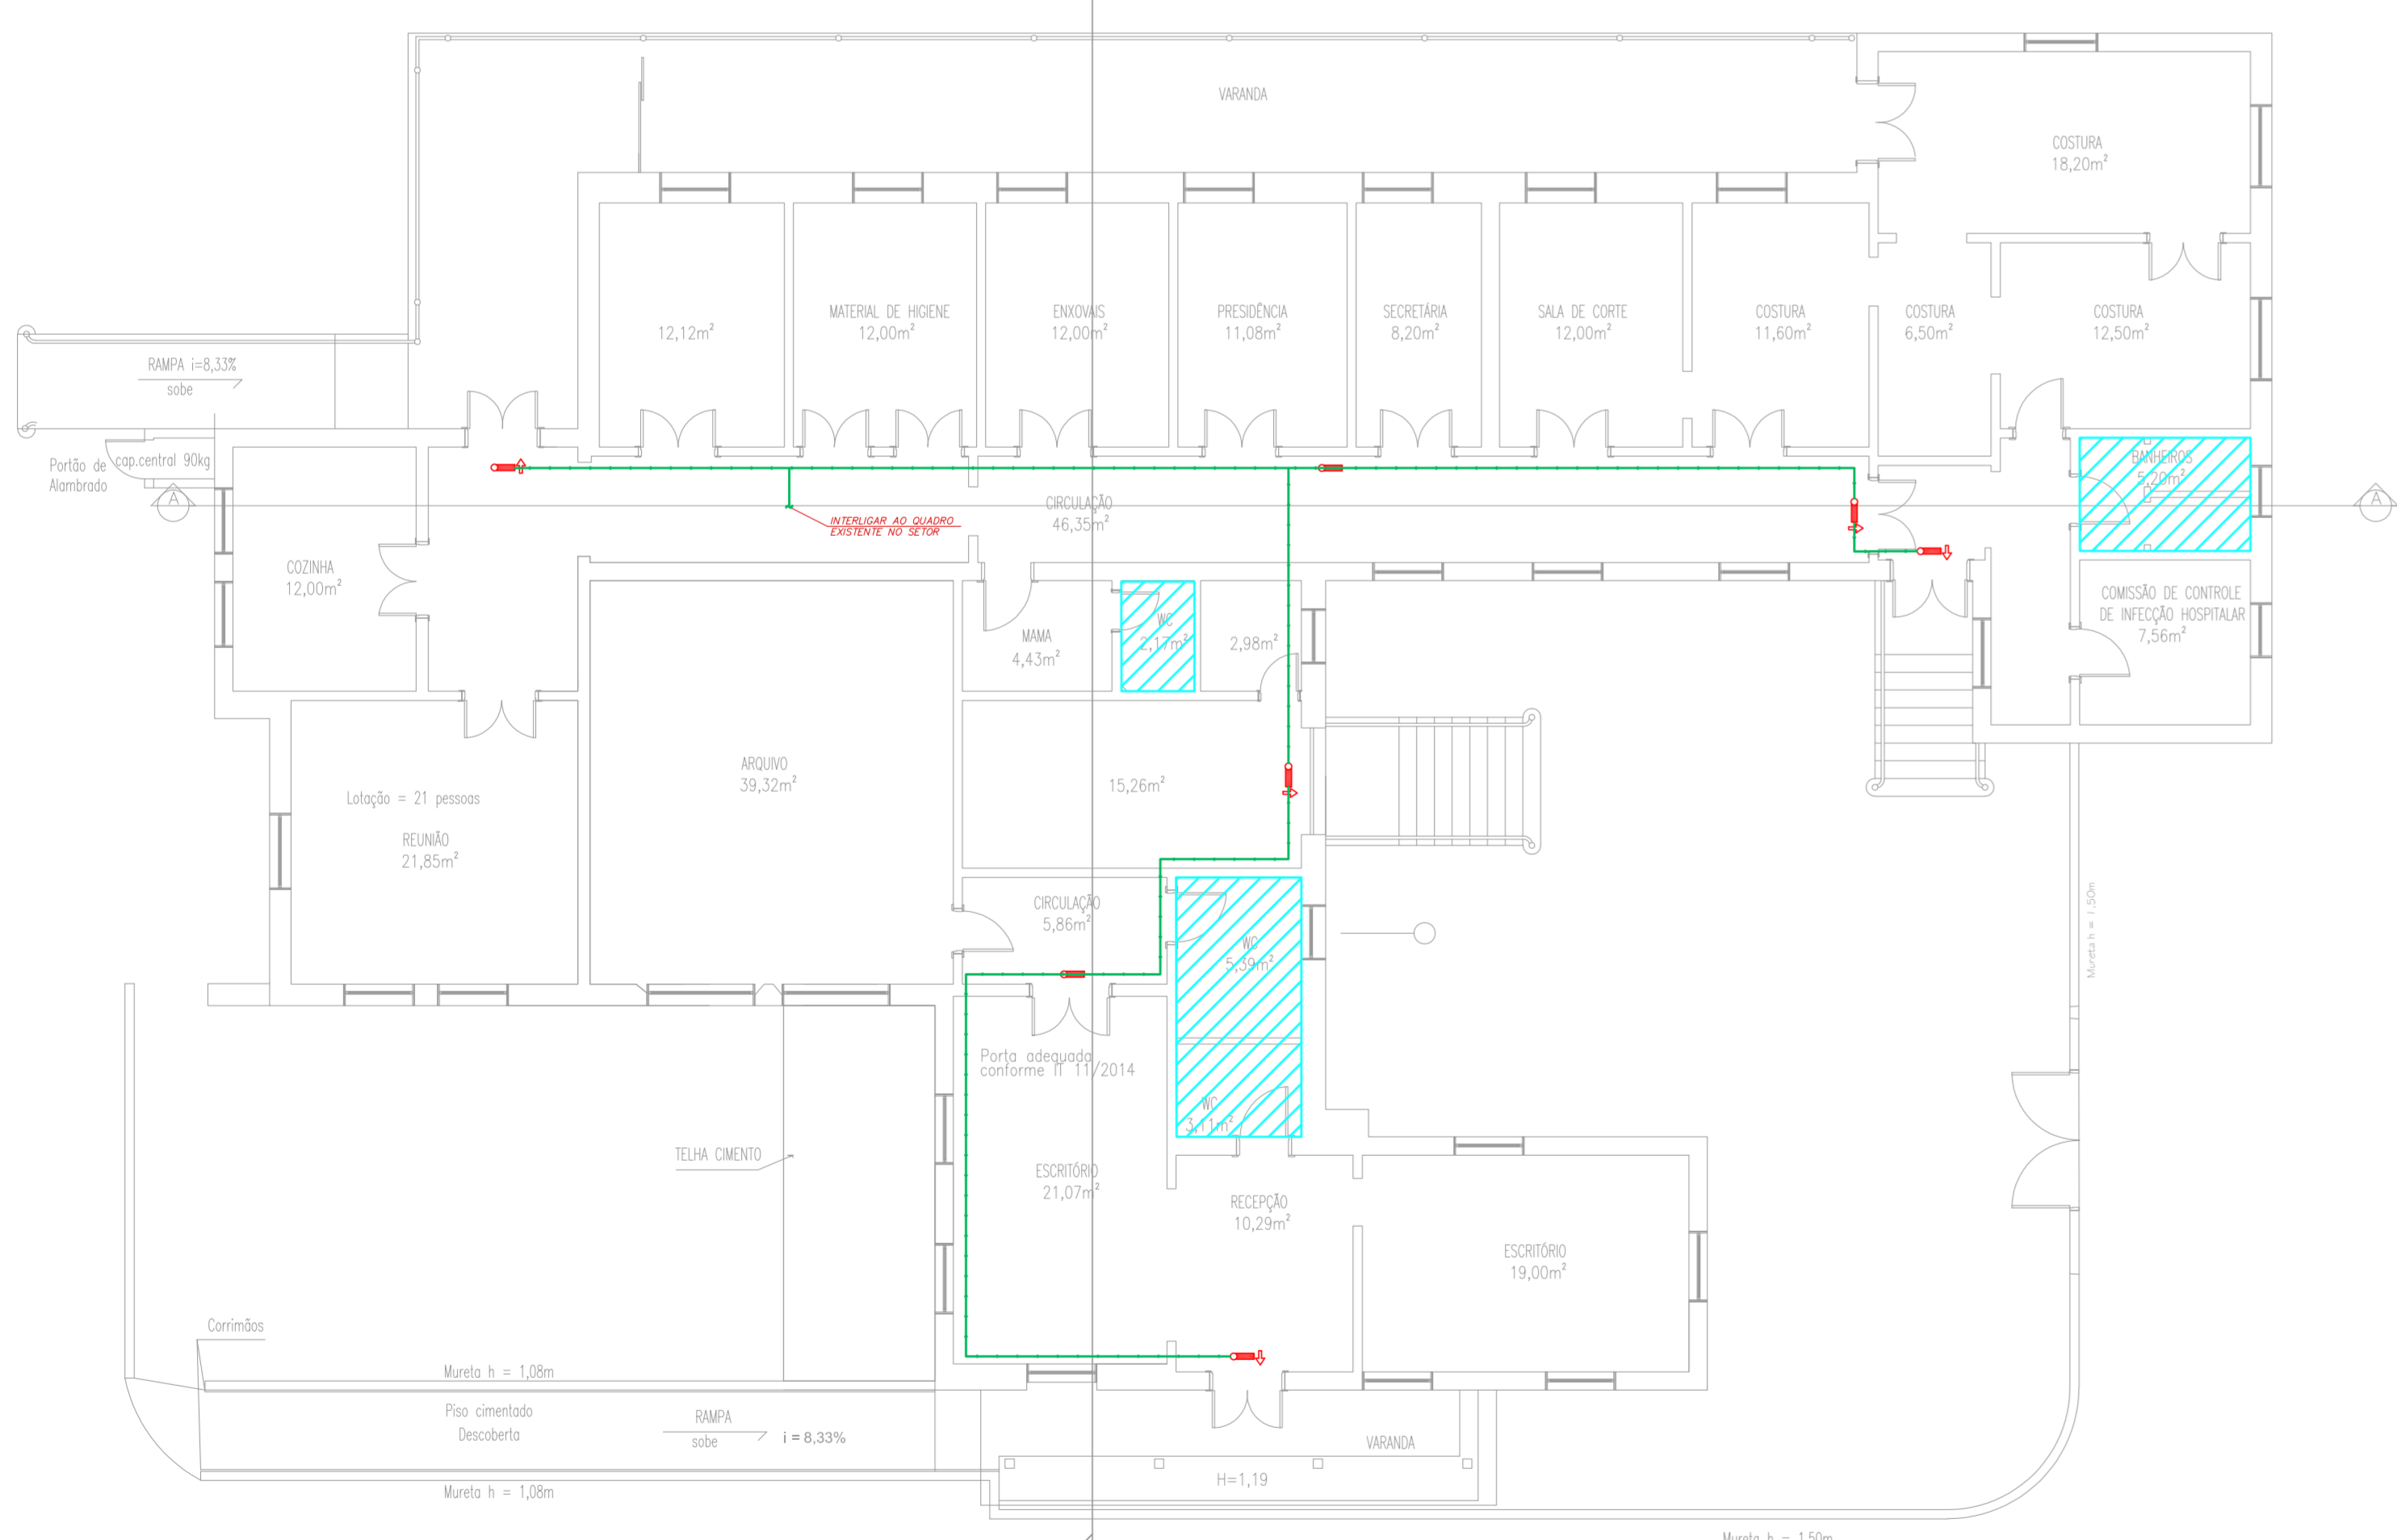 VARANDA
COSTURA
18,20m²
12,12m²
MATERIAL DE HIGIENE
12,00m²
ENXOVAIS
12,00m²
PRESIDÊNCIA
11,08m²
SECRETÁRIA
8,20m²
SALA DE CORTE
12,00m²
COSTURA
11,60m²
COSTURA
6,50m²
COSTURA
12,50m²
RAMPA i=8,33%
sobe
Portão de
Alambrado
cap.central 90kg
A
INTERLIGAR AO QUADRO
EXISTENTE NO SETOR
CIRCULAÇÃO
46,35m²
BANHEIROS
5,20m²
A
COZINHA
12,00m²
MAMA
4,43m²
WC
2,17m²
2,98m²
COMISSÃO DE CONTROLE
DE INFECÇÃO HOSPITALAR
7,56m²
ARQUIVO
39,32m²
15,26m²
Lotação = 21 pessoas
REUNIÃO
21,85m²
CIRCULAÇÃO
5,86m²
WC
5,39m²
Mureta h = 1,50m
Porta adequada
conforme IT 11/2014
WC
3,11m²
TELHA CIMENTO
ESCRITÓRIO
21,07m²
RECEPÇÃO
10,29m²
ESCRITÓRIO
19,00m²
Corrimãos
Mureta h = 1,08m
Piso cimentado
Descoberta
RAMPA
sobe
i = 8,33%
VARANDA
H=1,19
Mureta h = 1,08m
Mureta h = 1,50m